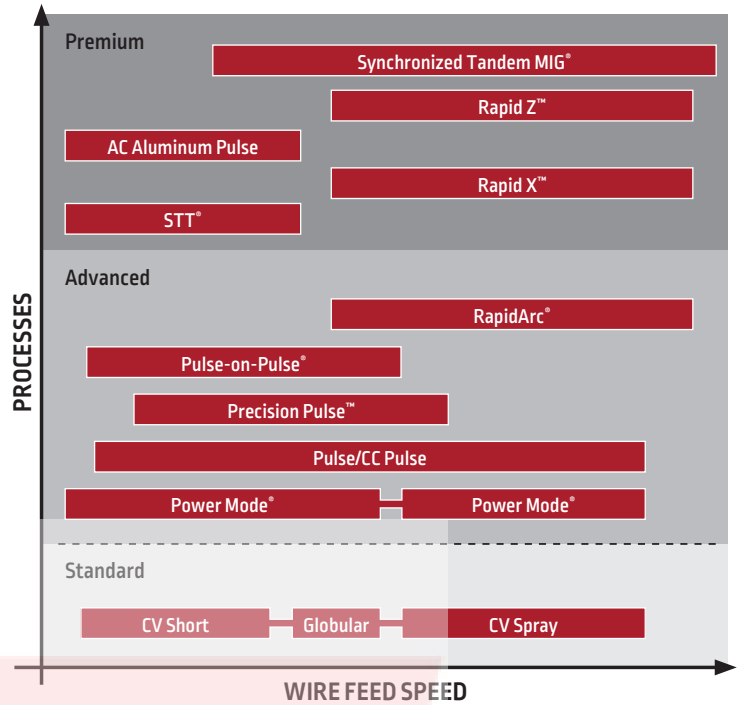 Premium
Synchronized Tandem MIG®
Rapid Z™
AC Aluminum Pulse
Rapid X™
STT®
Advanced
RapidArc®
Pulse-on-Pulse®
Precision Pulse™
Pulse/CC Pulse
Power Mode® Power Mode®
Standard
CV Short Globular CV Spray
PROCESSES
WIRE FEED SPEED